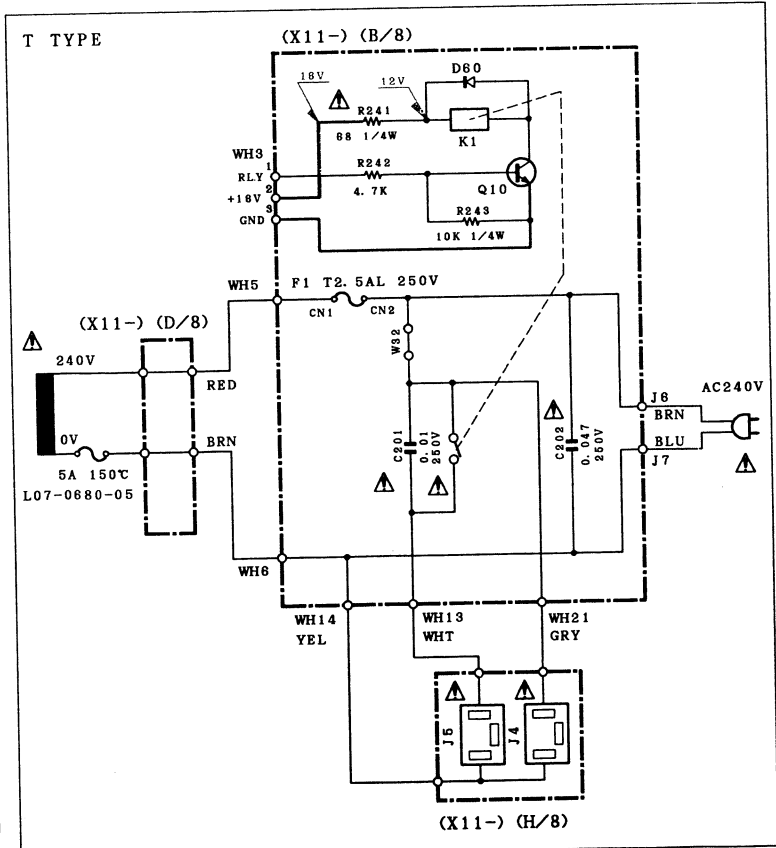 T TYPE
(X11-) (B/8)
D60
18V
12V
R241
68 1/4W
K1
WH3
1
RLY
R242
4.7K
Q10
2
+18V
3
GND
R243
10K 1/4W
WH5
F1 T2.5AL 250V
CN1
CN2
(X11-) (D/8)
W32
240V
RED
AC240V
J6
BRN
C201
0.01
250V
C202
0.047
250V
0V
BRN
BLU
J7
5A 150℃
L07-0680-05
WH6
WH14
YEL
WH13
WHT
WH21
GRY
J5
J4
(X11-) (H/8)